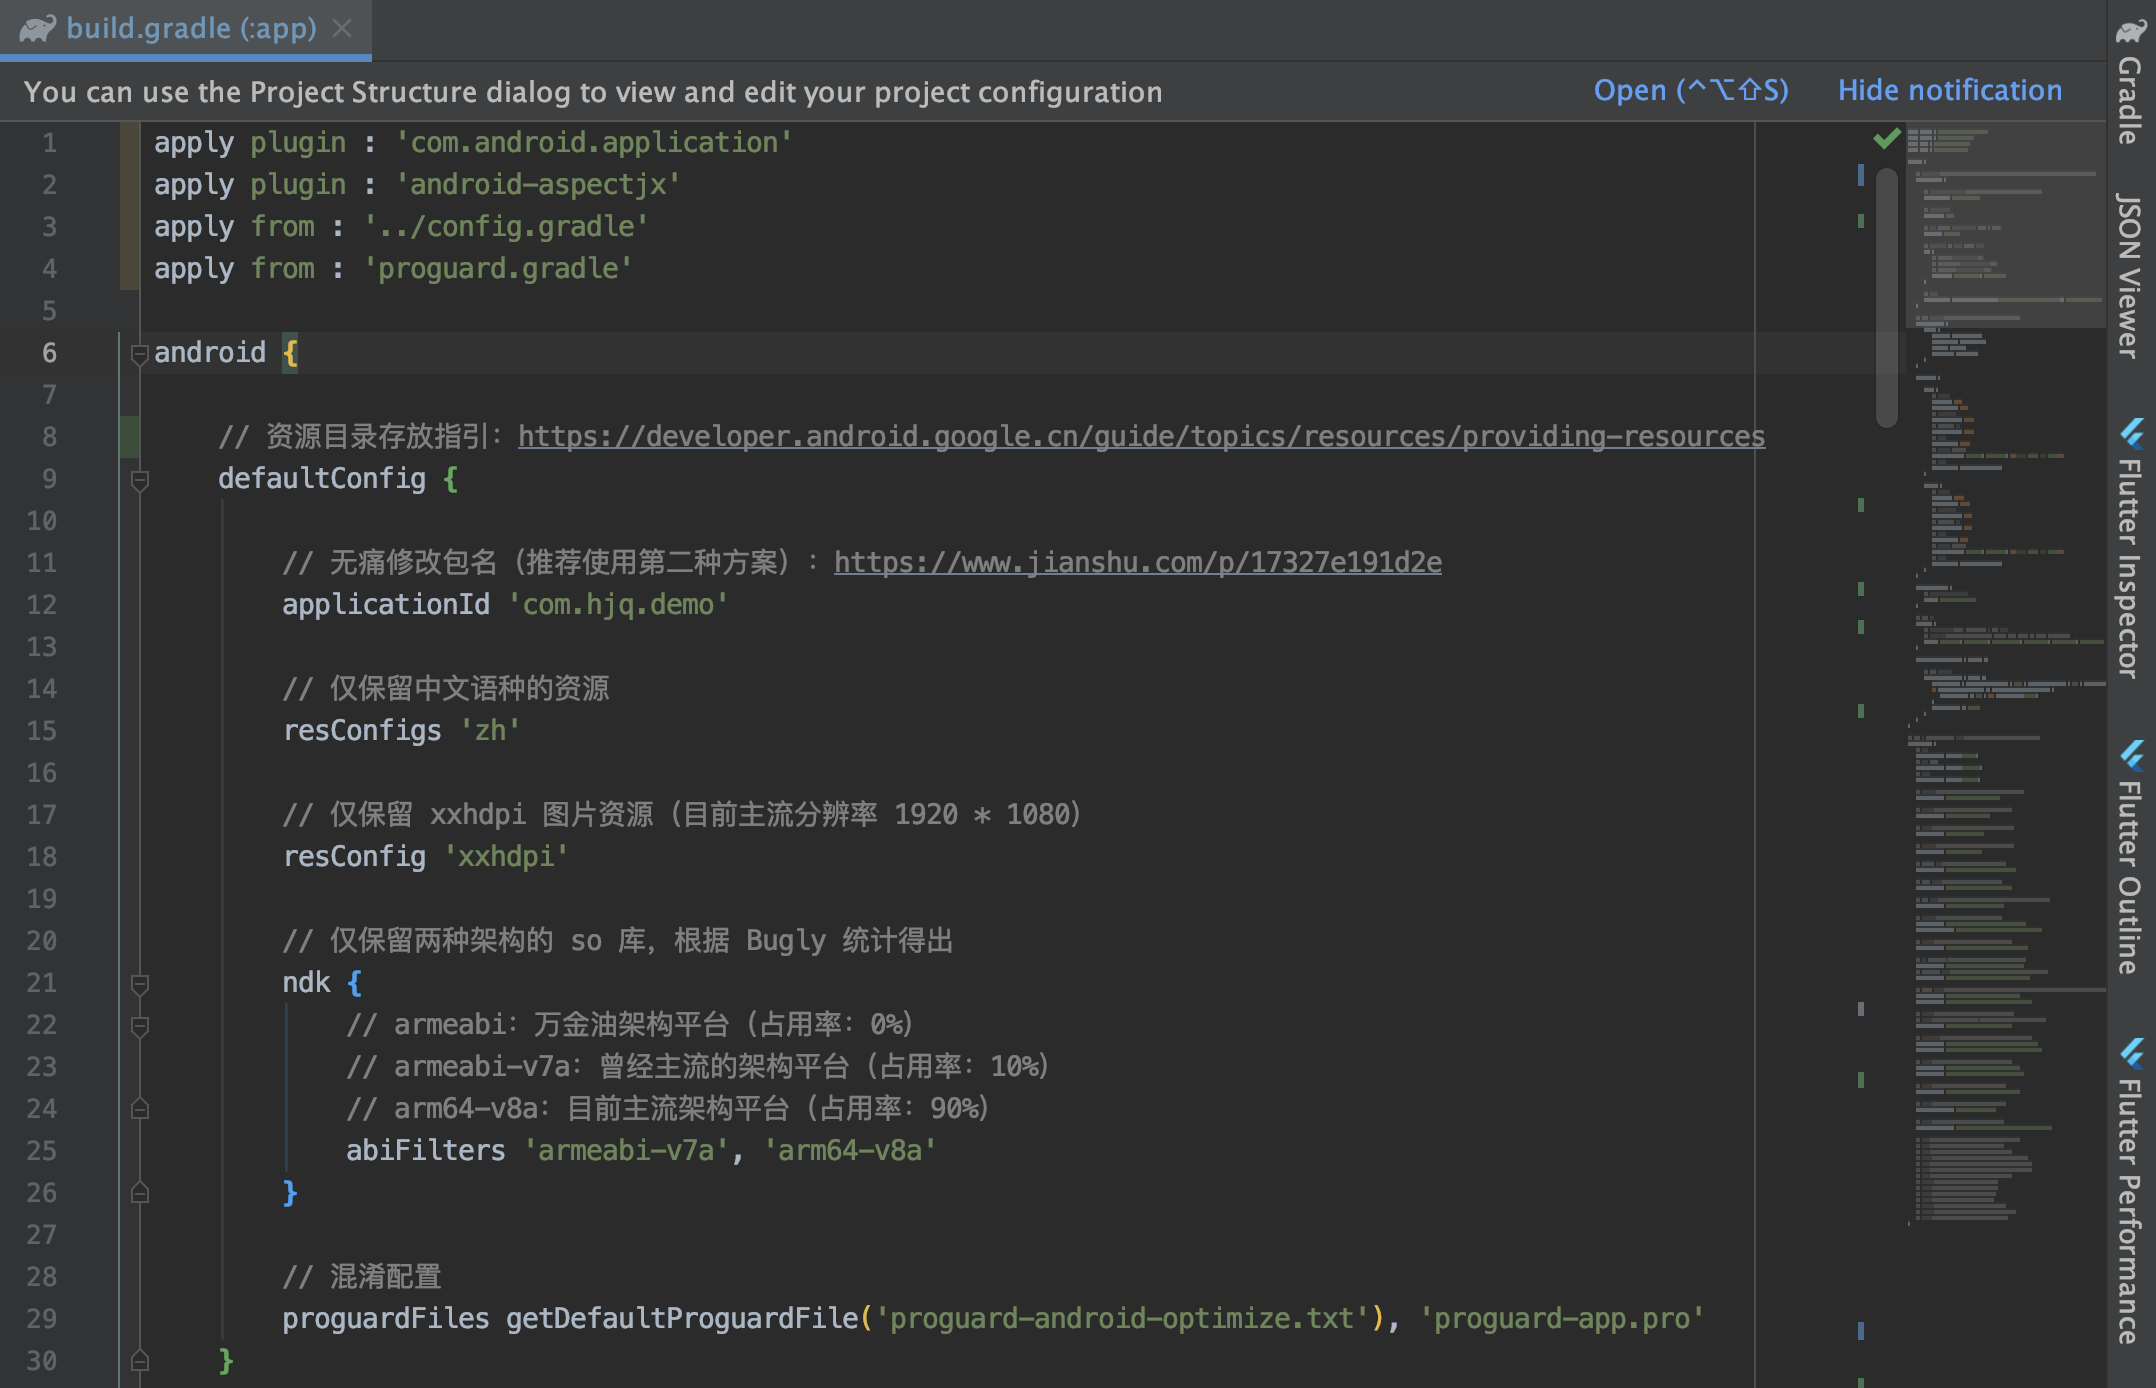 build.gradle (:app)
You can use the Project Structure dialog to view and edit your project configuration Open (^⌥⇧S) Hide notification
1 apply plugin : 'com.android.application'
2 apply plugin : 'android-aspectjx'
3 apply from : '../config.gradle'
4 apply from : 'proguard.gradle'
5
6 android {
7
8 // 资源目录存放指引：https://developer.android.google.cn/guide/topics/resources/providing-resources
9 defaultConfig {
10
11 // 无痛修改包名（推荐使用第二种方案）：https://www.jianshu.com/p/17327e191d2e
12 applicationId 'com.hjq.demo'
13
14 // 仅保留中文语种的资源
15 resConfigs 'zh'
16
17 // 仅保留 xxhdpi 图片资源（目前主流分辨率 1920 * 1080）
18 resConfig 'xxhdpi'
19
20 // 仅保留两种架构的 so 库，根据 Bugly 统计得出
21 ndk {
22 // armeabi：万金油架构平台（占用率：0%）
23 // armeabi-v7a：曾经主流的架构平台（占用率：10%）
24 // arm64-v8a：目前主流架构平台（占用率：90%）
25 abiFilters 'armeabi-v7a', 'arm64-v8a'
26 }
27
28 // 混淆配置
29 proguardFiles getDefaultProguardFile('proguard-android-optimize.txt'), 'proguard-app.pro'
30 }
Gradle
JSON Viewer
Flutter Inspector
Flutter Outline
Flutter Performance